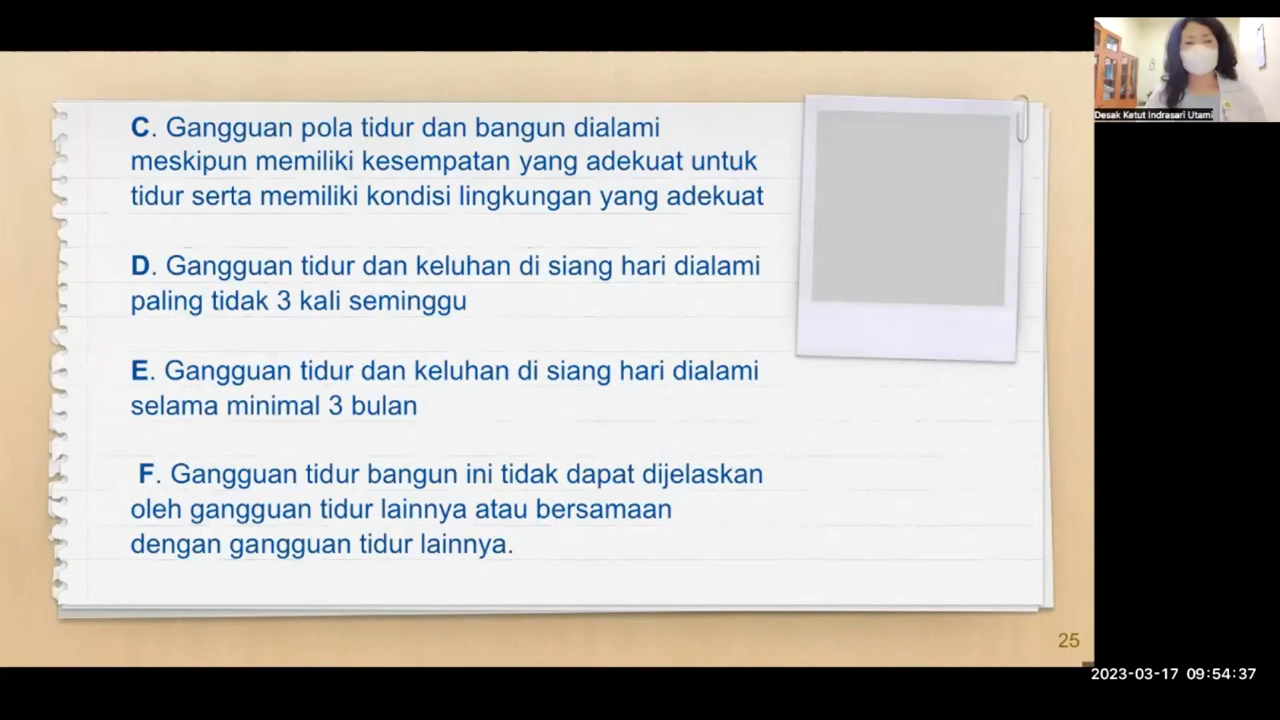 C. Gangguan pola tidur dan bangun dialami
meskipun memiliki kesempatan yang adekuat untuk
tidur serta memiliki kondisi lingkungan yang adekuat
D. Gangguan tidur dan keluhan di siang hari dialami
paling tidak 3 kali seminggu
E. Gangguan tidur dan keluhan di siang hari dialami
selama minimal 3 bulan
F. Gangguan tidur bangun ini tidak dapat dijelaskan
oleh gangguan tidur lainnya atau bersamaan
dengan gangguan tidur lainnya.
25
Desak Ketut Indrasari Utami
2023-03-17 09:54:37